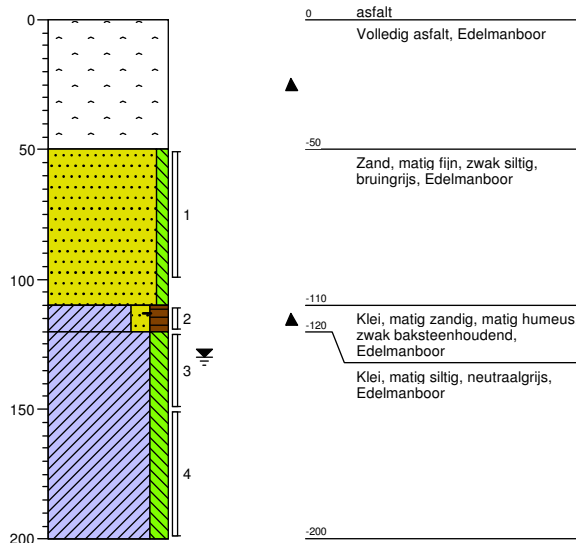 0
50
100
150
200
1
2
3
4
0 asfalt
Volledig asfalt, Edelmanboor
-50
Zand, matig fijn, zwak siltig,
bruingrijs, Edelmanboor
-110
Klei, matig zandig, matig humeus
zwak baksteenhoudend,
Edelmanboor
-120
Klei, matig siltig, neutraalgrijs,
Edelmanboor
-200